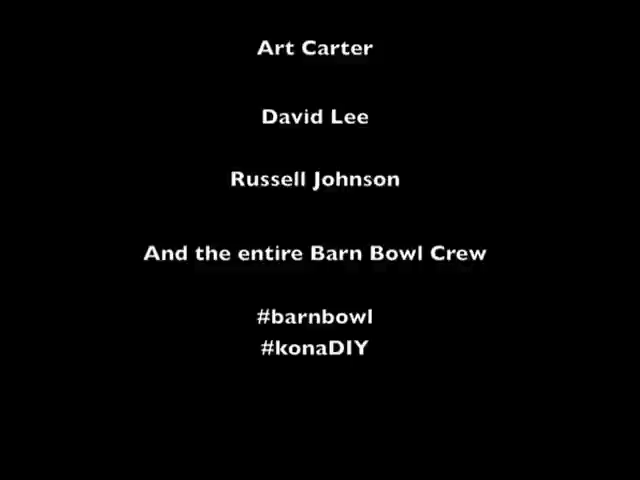 Art Carter
David Lee
Russell Johnson
And the entire Barn Bowl Crew
#barnbowl
#konaDIY